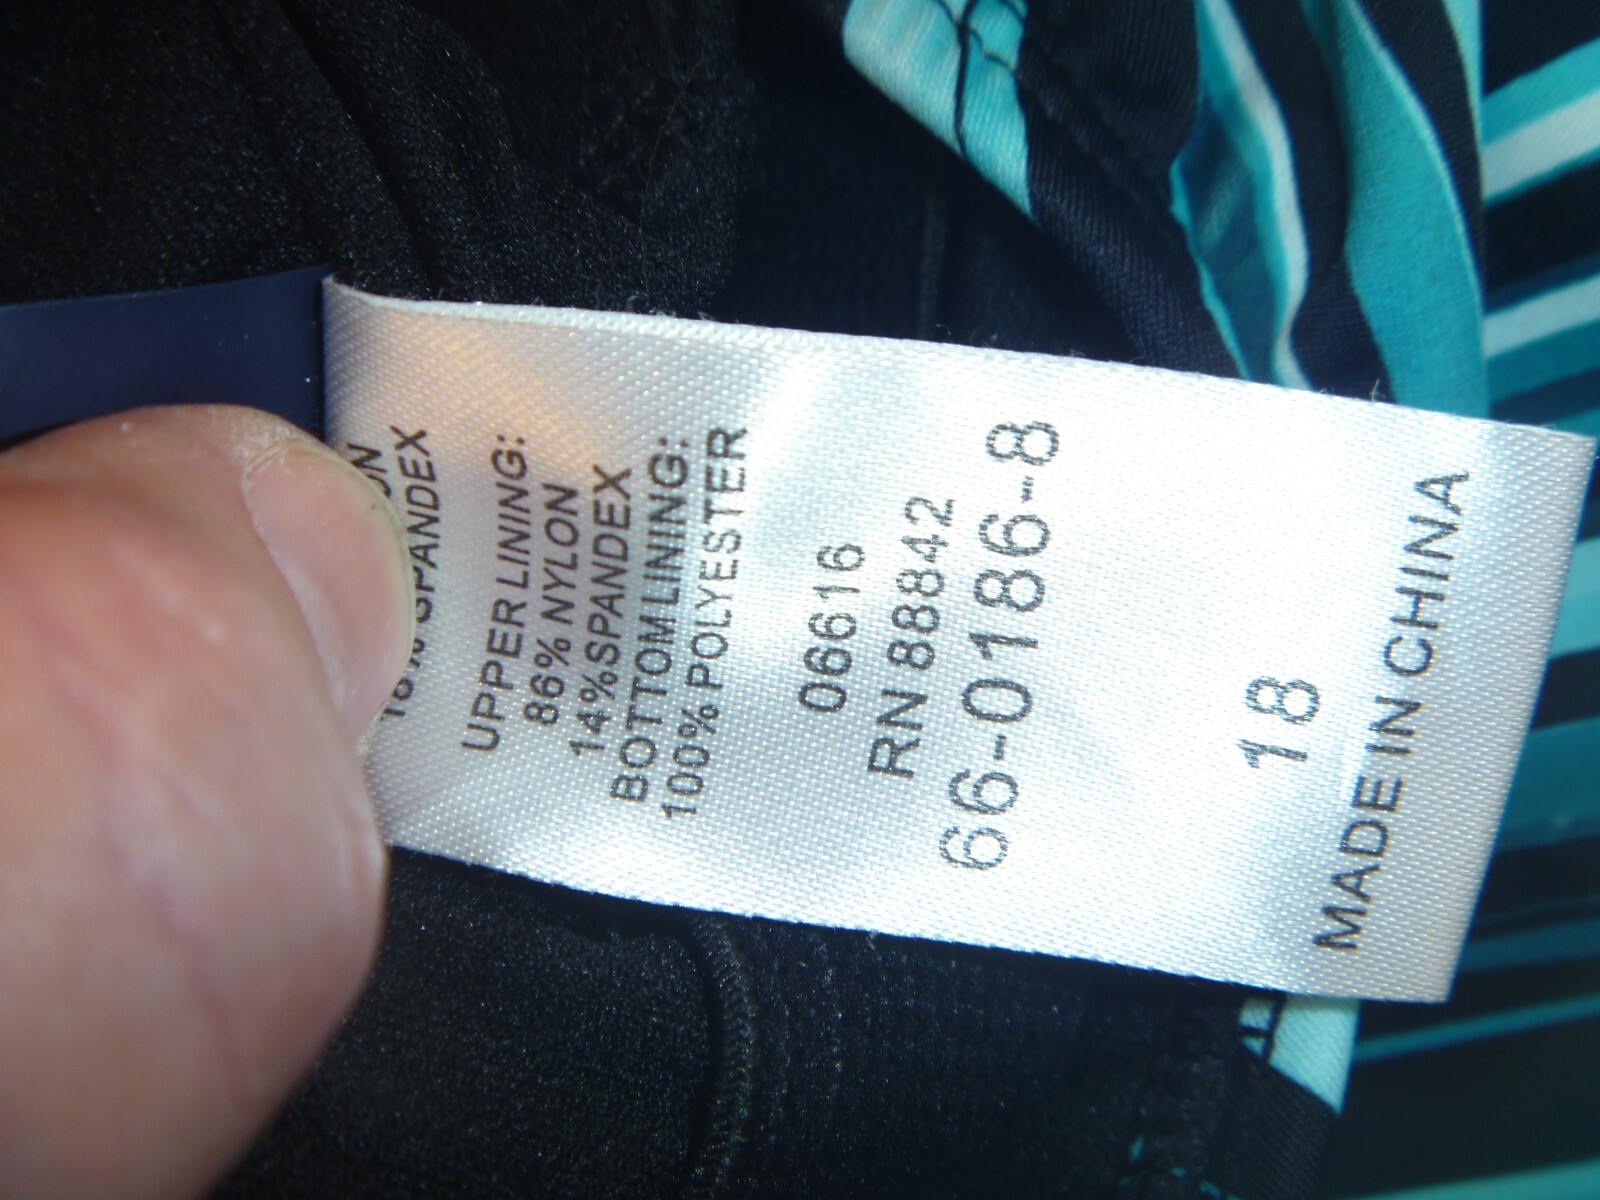 SPANDEX
UPPER LINING:
86% NYLON
14%SPANDEX
BOTTOM LINING:
100% POLYESTER
06616
RN 88842
66-0186-8
18
MADE IN CHINA